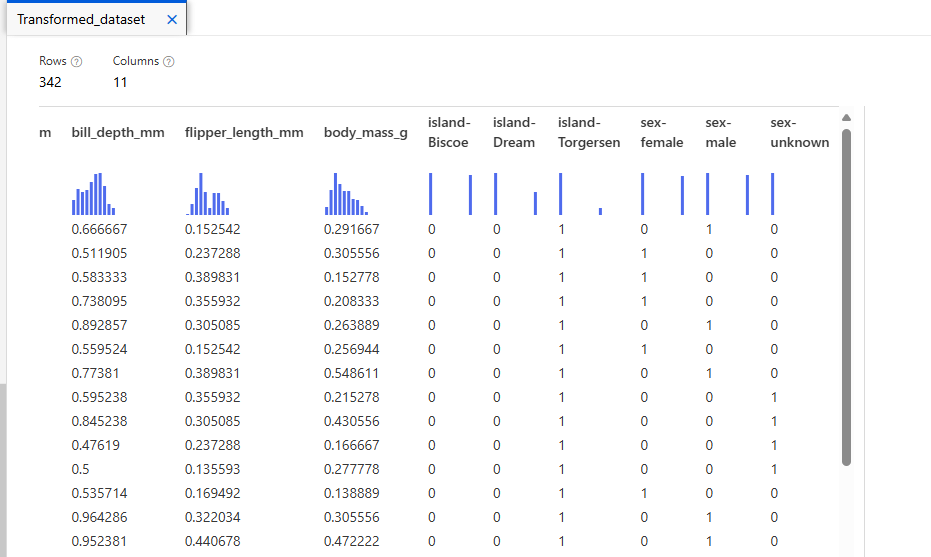 Transformed_dataset
Rows Columns
342 11
m bill_depth_mm flipper_length_mm body_mass_g island-Biscoe island-Dream island-Torgersen sex-female sex-male sex-unknown
0.666667 0.152542 0.291667 0 0 1 0 1 0
0.511905 0.237288 0.305556 0 0 1 1 0 0
0.583333 0.389831 0.152778 0 0 1 1 0 0
0.738095 0.355932 0.208333 0 0 1 1 0 0
0.892857 0.305085 0.263889 0 0 1 0 1 0
0.559524 0.152542 0.256944 0 0 1 1 0 0
0.77381 0.389831 0.548611 0 0 1 0 1 0
0.595238 0.355932 0.215278 0 0 1 0 0 1
0.845238 0.305085 0.430556 0 0 1 0 0 1
0.47619 0.237288 0.166667 0 0 1 0 0 1
0.5 0.135593 0.277778 0 0 1 0 0 1
0.535714 0.169492 0.138889 0 0 1 1 0 0
0.964286 0.322034 0.305556 0 0 1 0 1 0
0.952381 0.440678 0.472222 0 0 1 0 1 0